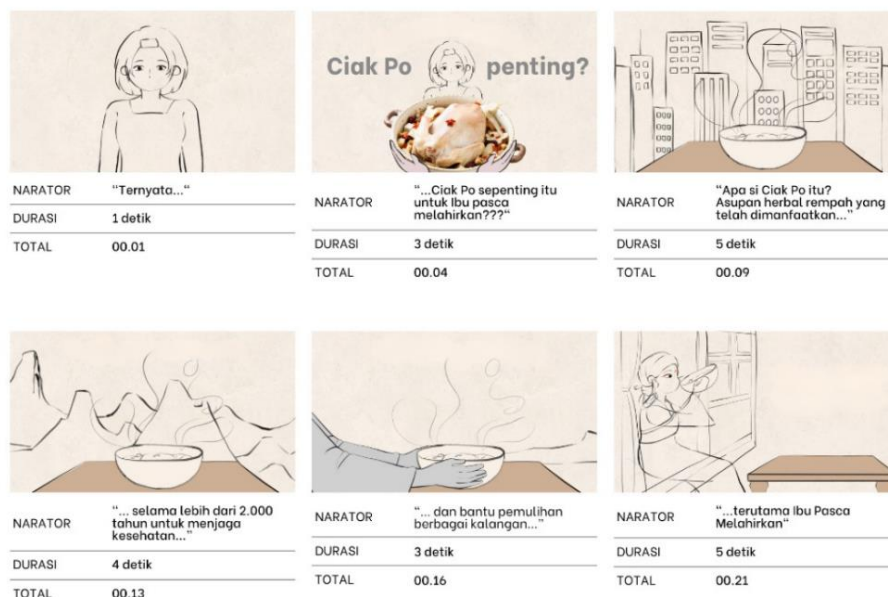 Ciak Po penting?
NARATOR "Ternyata..."
DURASI 1 detik
TOTAL 00.01
NARATOR "...Ciak Po sepenting itu
untuk Ibu pasca
melahirkan???"
DURASI 3 detik
TOTAL 00.04
NARATOR "Apa si Ciak Po itu?
Asupan herbal rempah yang
telah dimanfaatkan..."
DURASI 5 detik
TOTAL 00.09
NARATOR "... selama lebih dari 2.000
tahun untuk menjaga
kesehatan..."
DURASI 4 detik
TOTAL 00.13
NARATOR "... dan bantu pemulihan
berbagai kalangan..."
DURASI 3 detik
TOTAL 00.16
NARATOR "...terutama Ibu Pasca
Melahirkan"
DURASI 5 detik
TOTAL 00.21